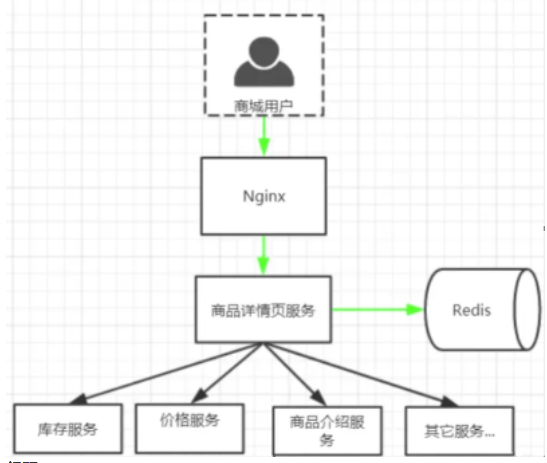 商城用户
Nginx
商品详情页服务
Redis
库存服务
价格服务
商品介绍服
务
其它服务...